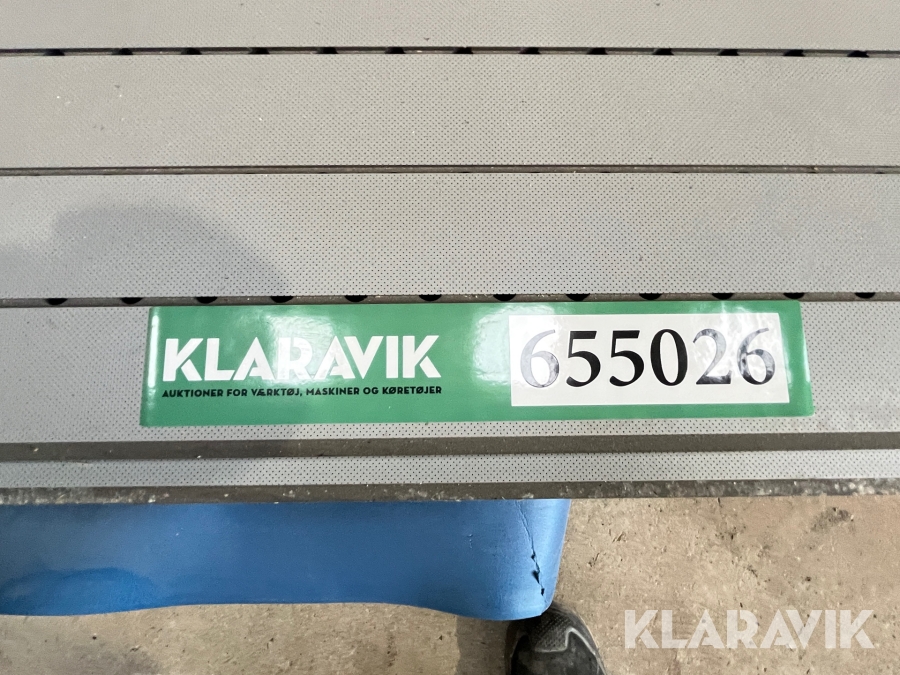 KLARAVIK
AUKTIONER FOR VÆRKTØJ, MASKINER OG KØRETØJER
655026
KLARAVIK